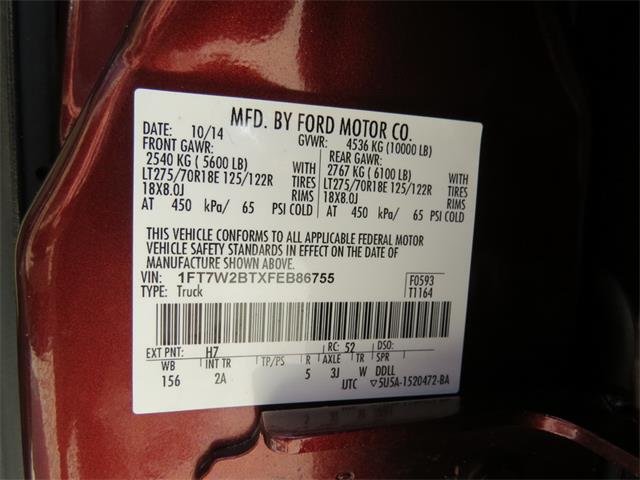 MFD. BY FORD MOTOR CO.
DATE: 10/14 GVWR: 4536 KG (10000 LB)
FRONT GAWR: REAR GAWR:
2540 KG ( 5600 LB) WITH 2767 KG ( 6100 LB) WITH
LT275/70R18E 125/122R TIRES LT275/70R18E 125/122R TIRES
18X8.0J RIMS 18X8.0J RIMS
AT 450 kPa/ 65 PSI COLD AT 450 kPa/ 65 PSI COLD
THIS VEHICLE CONFORMS TO ALL APPLICABLE FEDERAL MOTOR
VEHICLE SAFETY STANDARDS IN EFFECT ON THE DATE OF
MANUFACTURE SHOWN ABOVE.
VIN: 1FT7W2BTXFEB86755 F0593
TYPE: Truck T1164
EXT PNT: H7 RC: 52 DSO:
WB INT TR TP/PS R AXLE TR SPR
156 2A 5 3J W DDLL
UTC ▽5U5A-1520472-BA